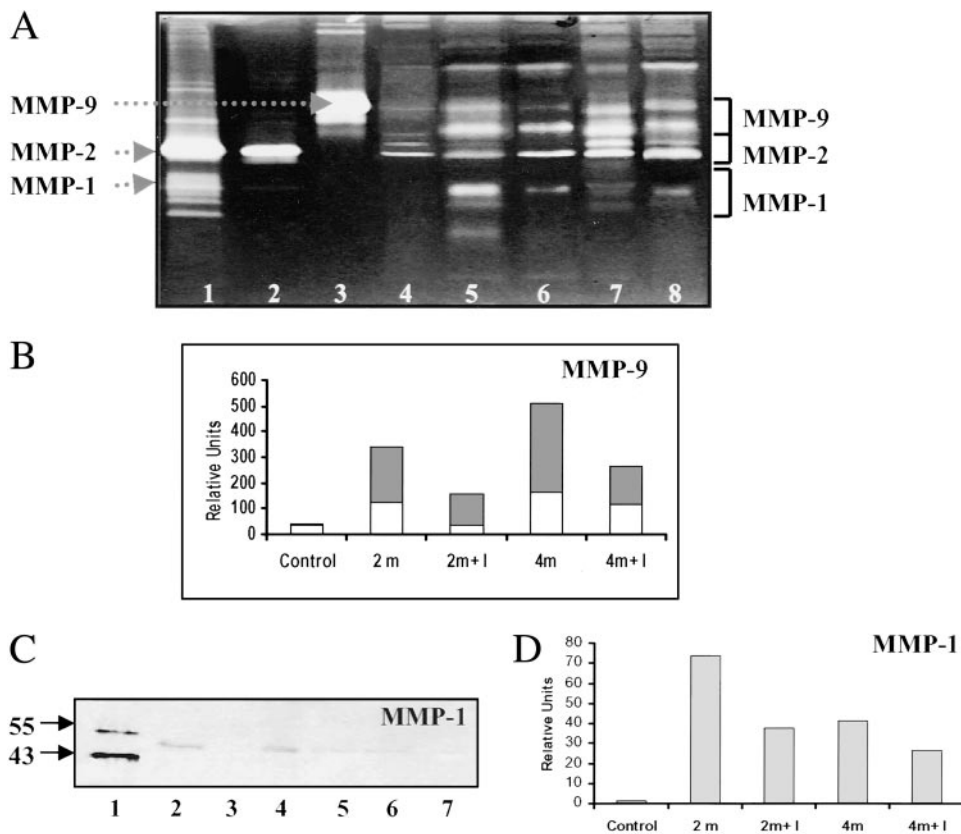 A
MMP-9
MMP-2
MMP-1
MMP-9
MMP-2
MMP-1
1 2 3 4 5 6 7 8
B
MMP-9
Relative Units
600
500
400
300
200
100
0
Control 2 m 2m+ I 4m 4m+ I
C
MMP-1
55
43
1 2 3 4 5 6 7
D
MMP-1
Relative Units
80
70
60
50
40
30
20
10
0
Control 2 m 2m+ I 4m 4m+ I